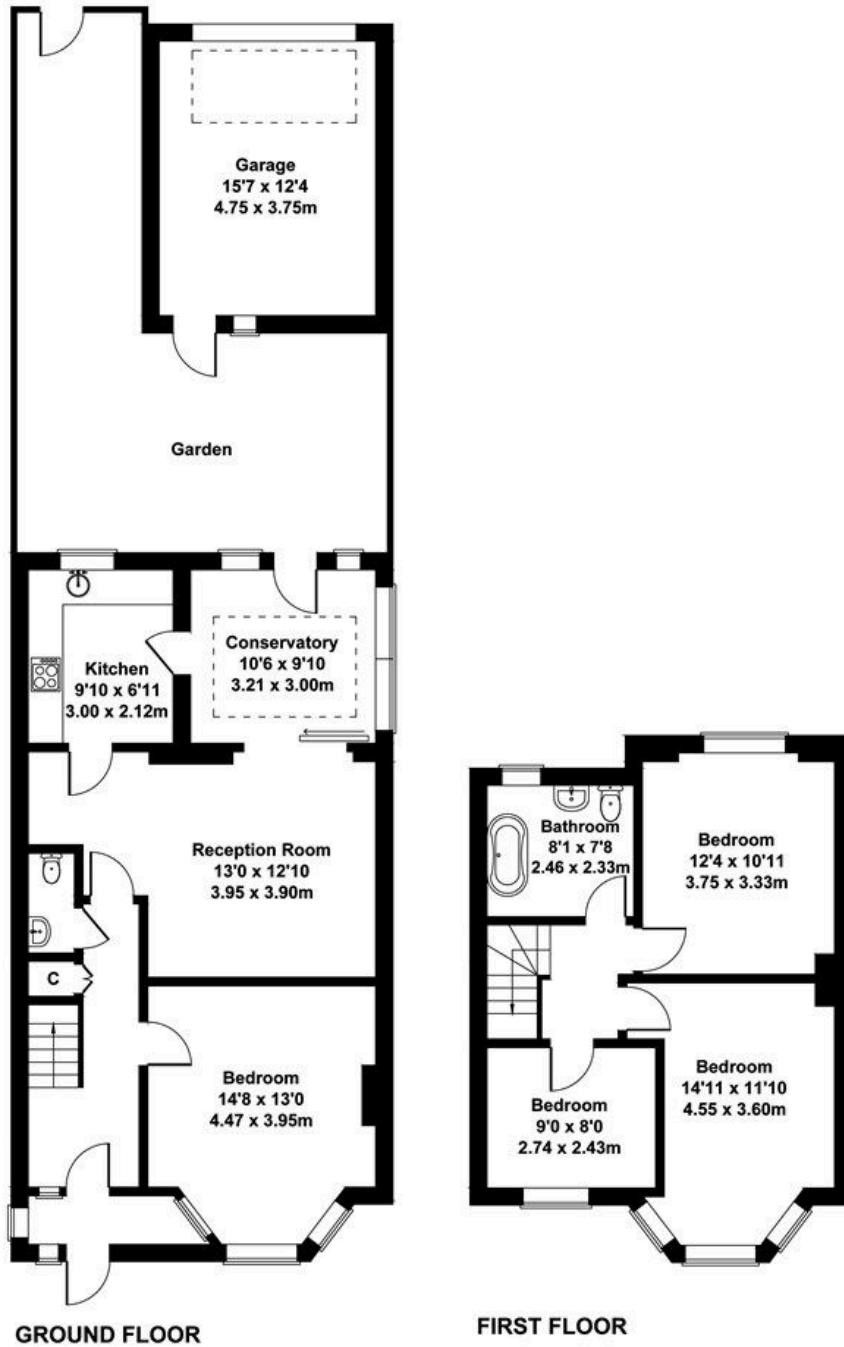 Garage
15'7 x 12'4
4.75 x 3.75m
Garden
Kitchen
9'10 x 6'11
3.00 x 2.12m
Conservatory
10'6 x 9'10
3.21 x 3.00m
Reception Room
13'0 x 12'10
3.95 x 3.90m
C
Bedroom
14'8 x 13'0
4.47 x 3.95m
GROUND FLOOR
Bathroom
8'1 x 7'8
2.46 x 2.33m
Bedroom
12'4 x 10'11
3.75 x 3.33m
Bedroom
9'0 x 8'0
2.74 x 2.43m
Bedroom
14'11 x 11'10
4.55 x 3.60m
FIRST FLOOR